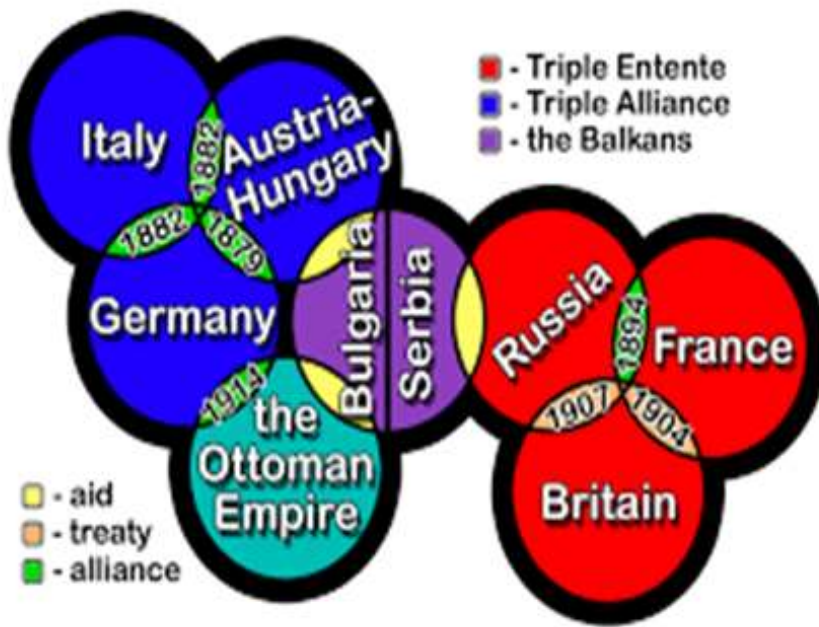 - Triple Entente
- Triple Alliance
- the Balkans
Italy
Austria-
Hungary
1882
1882
1879
Germany
Bulgaria
Serbia
Russia
1894
France
1914
the
Ottoman
Empire
1907
1904
Britain
- aid
- treaty
- alliance